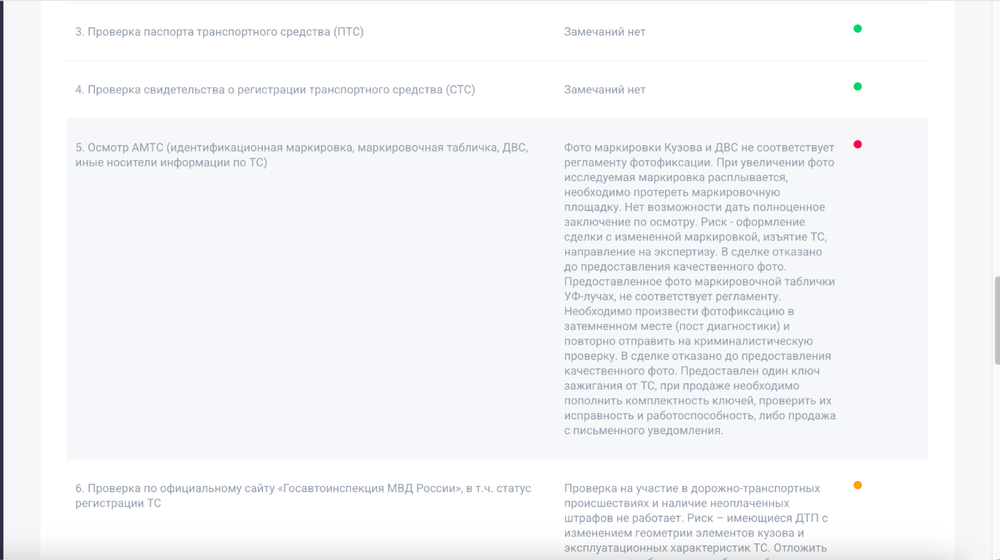 3. Проверка паспорта транспортного средства (ПТС)
Замечаний нет
4. Проверка свидетельства о регистрации транспортного средства (СТС)
Замечаний нет
5. Осмотр АМТС (идентификационная маркировка, маркировочная табличка, ДВС,
иные носители информации по ТС)
Фото маркировки Кузова и ДВС не соответствует
регламенту фотофиксации. При увеличении фото
исследуемая маркировка расплывается,
необходимо протереть маркировочную
площадку. Нет возможности дать полноценное
заключение по осмотру. Риск - оформление
сделки с измененной маркировкой, изъятие ТС,
направление на экспертизу. В сделке отказано
до предоставления качественного фото.
Предоставленное фото маркировочной таблички
УФ-лучах, не соответствует регламенту.
Необходимо произвести фотофиксацию в
затемненном месте (пост диагностики) и
повторно отправить на криминалистическую
проверку. В сделке отказано до предоставления
качественного фото. Предоставлен один ключ
зажигания от ТС, при продаже необходимо
пополнить комплектность ключей, проверить их
исправность и работоспособность, либо продажа
с письменного уведомления.
6. Проверка по официальному сайту «Госавтоинспекция МВД России», в т.ч. статус
регистрации ТС
Проверка на участие в дорожно-транспортных
происшествиях и наличие неоплаченных
штрафов не работает. Риск – имеющиеся ДТП с
изменением геометрии элементов кузова и
эксплуатационных характеристик ТС. Отложить